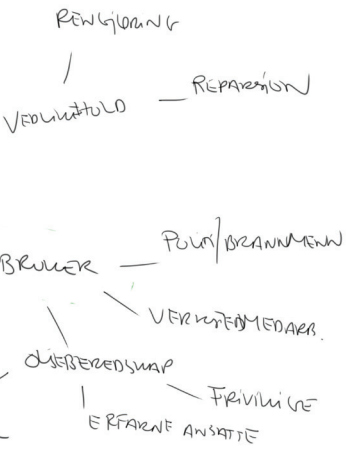 RENGJØRING
VEDLIKEHOLD
REPARASJON
BRUKER
POLITI/BRANNMENN
VERKSTEDMEDARB.
OLJEBEREDSKAP
FRIVILLIGE
ERFARNE ANSATTE